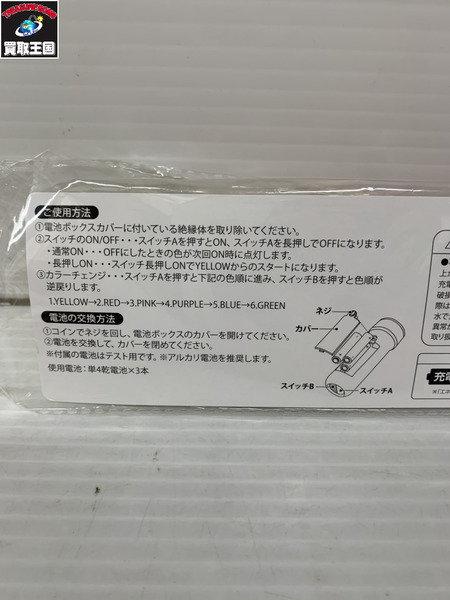 TREASURE KING
買取王国
ご使用方法
①電池ボックスカバーに付いている絶縁体を取り除いてください。
②スイッチのON/OFF・・・スイッチAを押すとON、スイッチAを長押しでOFFになります。
・通常ON・・・OFFにしたときの色が次回ON時に点灯します。
・長押しON・・・スイッチ長押しONでYELLOWからのスタートになります。
③カラーチェンジ・・・スイッチAを押すと下記の色順に進み、スイッチBを押すと色順が
逆戻りします。
1.YELLOW→2.RED→3.PINK→4.PURPLE→5.BLUE→6.GREEN
電池の交換方法
①コインでネジを回し、電池ボックスのカバーを開けてください。
②電池を交換して、カバーを閉めてください。
※付属の電池はテスト用です。※アルカリ電池を推奨します。
使用電池：単4乾電池×3本
ネジ
カバー
スイッチB
スイッチA
上か
充電
破損
際は
水で
異常
取り扱
充電
※「エネ